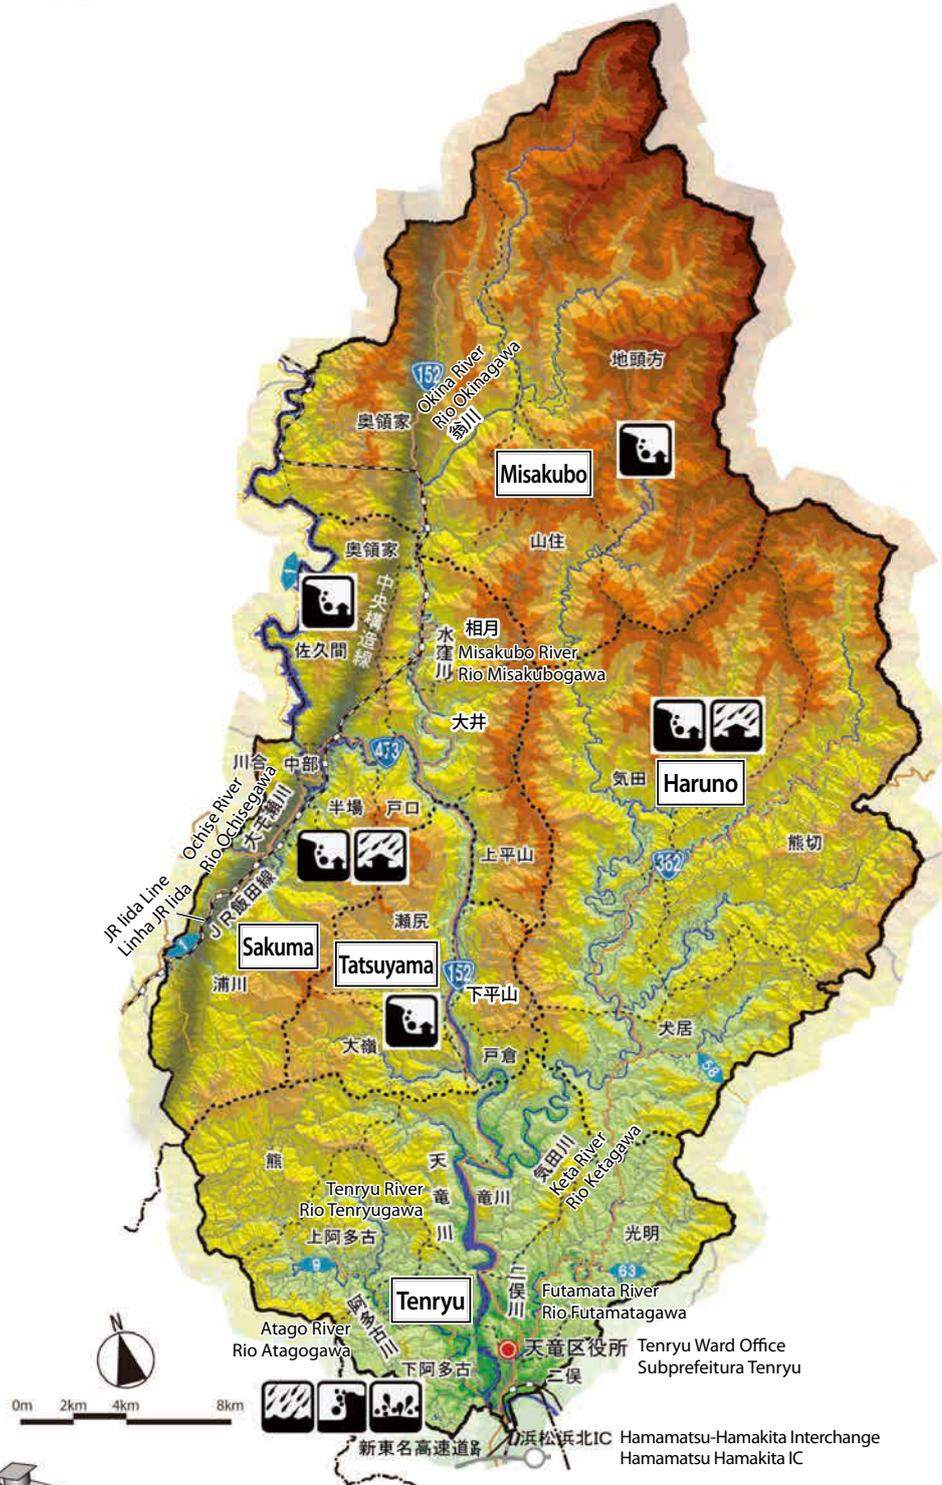 152
Okina River
Rio Okinagawa
翁川
地頭方
奥領家
Misakubo
山住
奥領家
1
中央構造線
佐久間
水窪川
相月
Misakubo River
Rio Misakubogawa
大井
川合
中部
473
気田
Haruno
Ochise River
Rio Ochisegawa
大千瀬川
半場
戸口
上平山
362
熊切
JR Iida Line
Linha JR Iida
JR飯田線
1
瀬尻
Sakuma
Tatsuyama
152
浦川
下平山
大嶺
戸倉
犬居
58
熊
天竜川
竜川
気田川
Keta River
Rio Ketagawa
Tenryu River
Rio Tenryugawa
上阿多古
光明
9
63
Tenryu
二俣川
Futamata River
Rio Futamatagawa
阿多古川
Atago River
Rio Atagogawa
天竜区役所
Tenryu Ward Office
Subprefeitura Tenryu
下阿多古
二俣
N
0m
2km
4km
8km
新東名高速道路
浜松浜北IC
Hamamatsu-Hamakita Interchange
Hamamatsu Hamakita IC